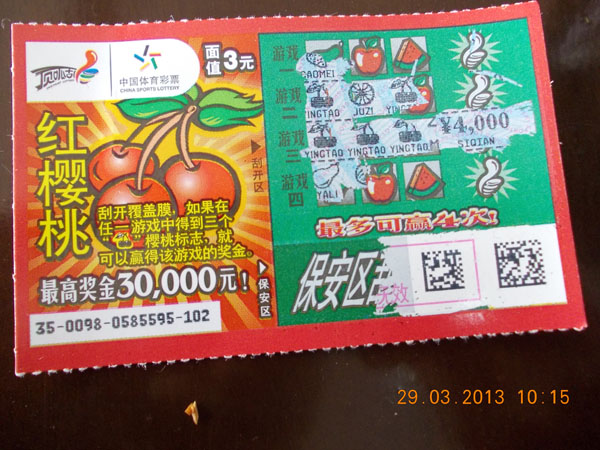 顶呱刮
中国体育彩票
CHINA SPORTS LOTTERY
面值3元
红樱桃
刮开区
刮开覆盖膜，如果在
任一游戏中得到三个
“ ”樱桃标志，就
可以赢得该游戏的奖金。
最高奖金30,000元！
保安区
35-0098-0585595-102
游戏一
CAOMEI
游戏二
YINGTAO JUZI YINGT
游戏三
YINGTAO YINGTAO YINGTAO
¥4,000
SIQIAN
游戏四
YALI
最多可赢4次！
保安区
无效
29.03.2013 10:15